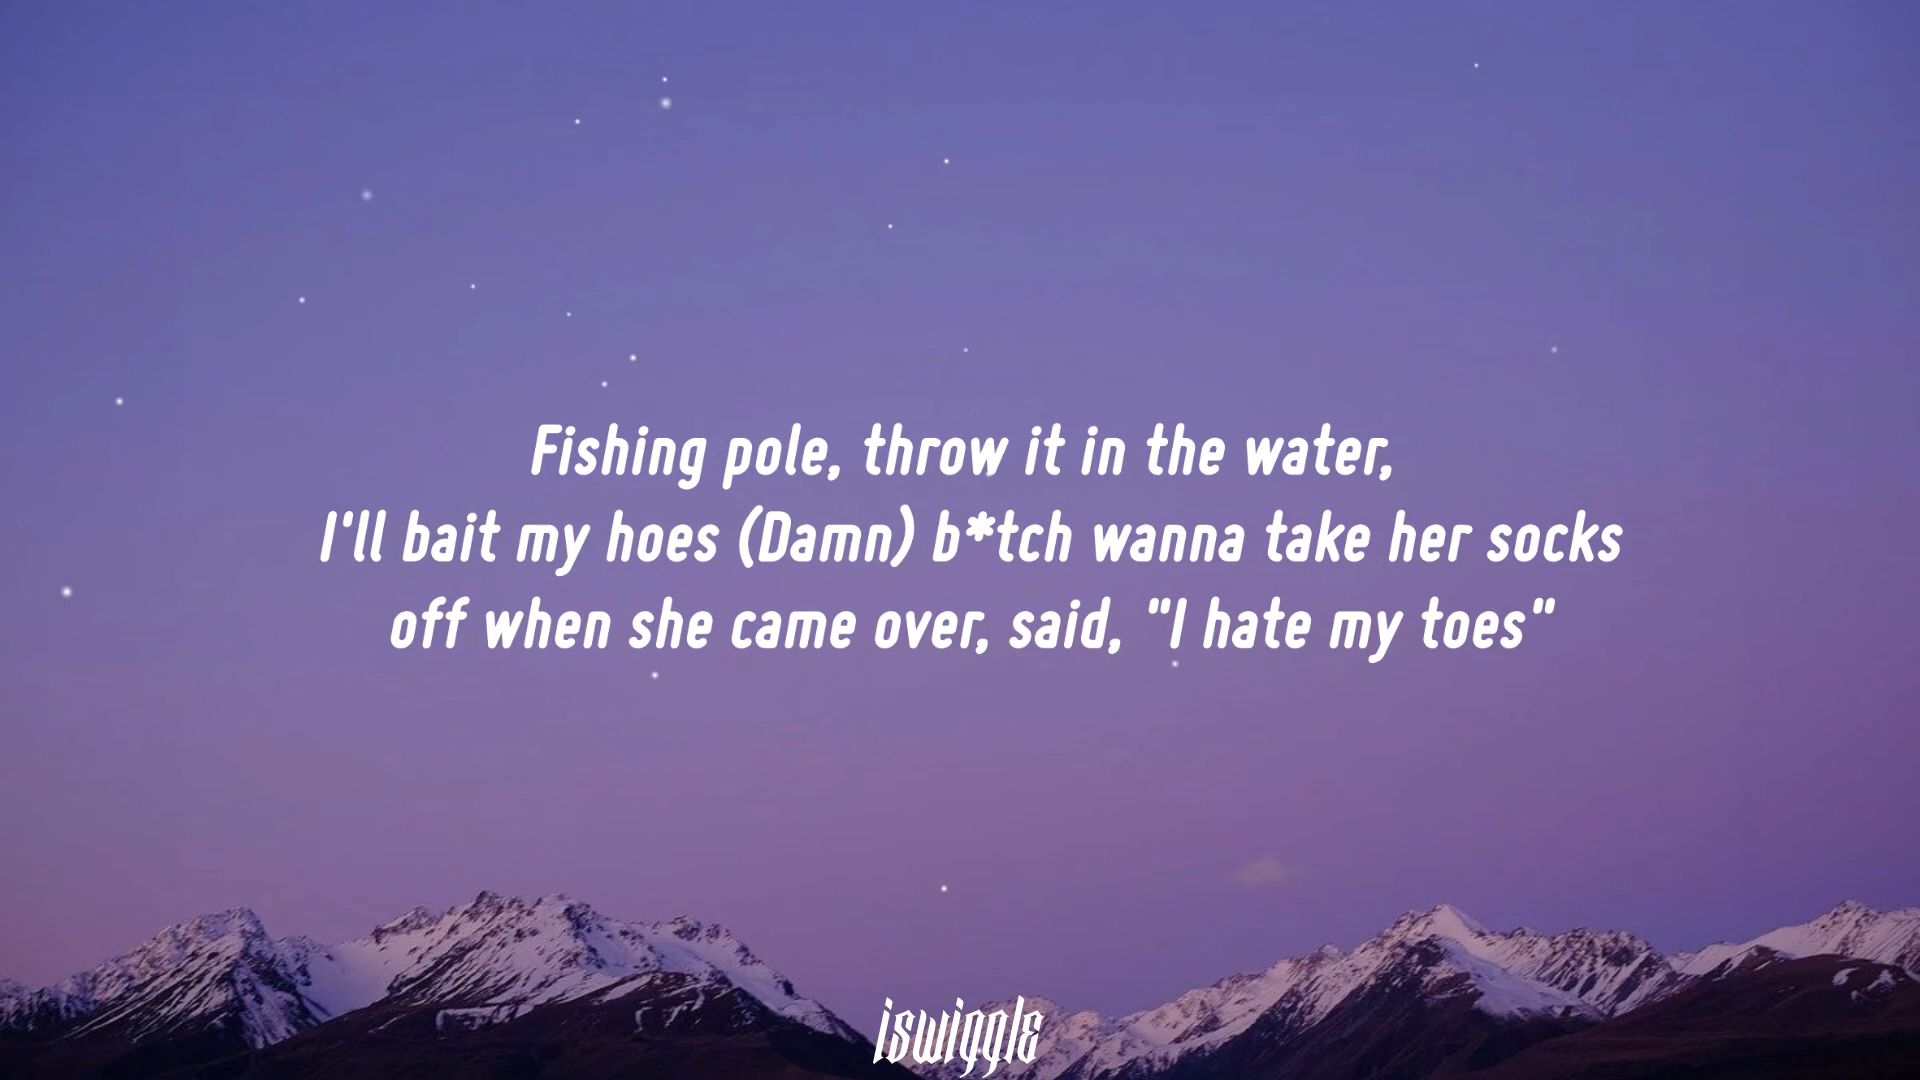 Fishing pole, throw it in the water,
I'll bait my hoes (Damn) b*tch wanna take her socks
off when she came over, said, "I hate my toes"
iswiggle